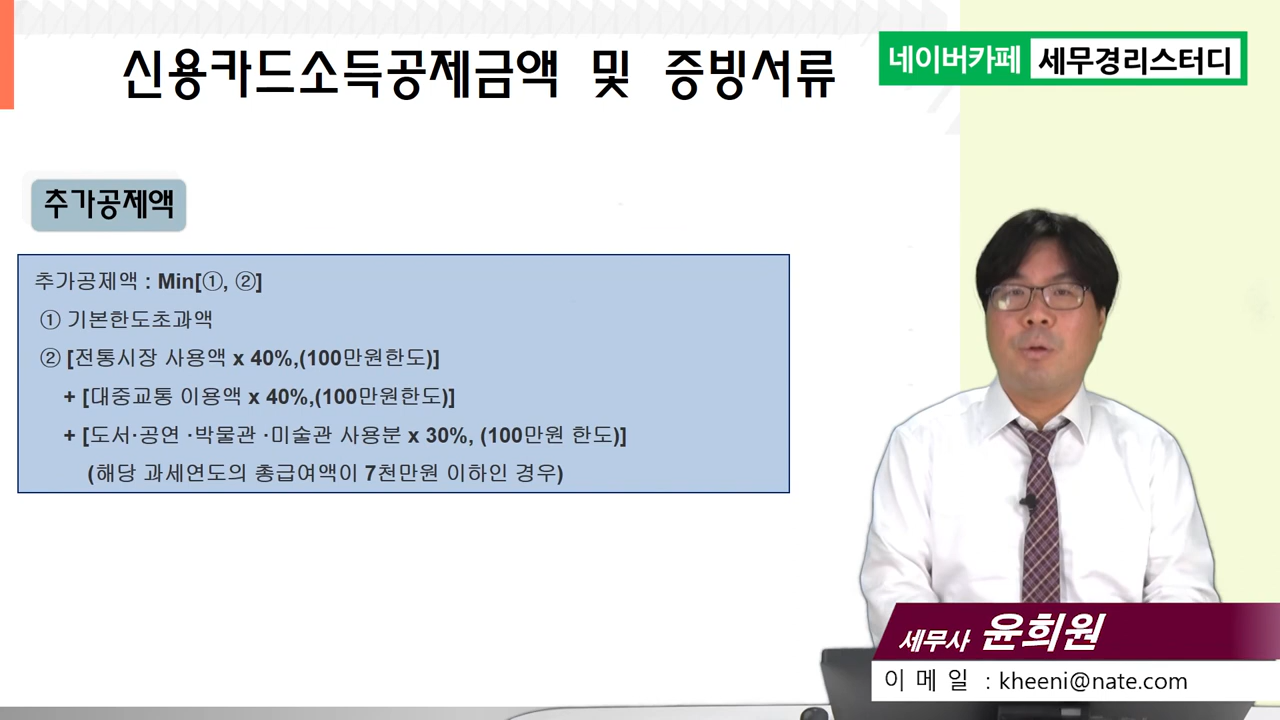 신용카드소득공제금액 및 증빙서류
네이버카페 세무경리스터디
추가공제액
추가공제액 : Min[①, ②]
① 기본한도초과액
② [전통시장 사용액 x 40%,(100만원한도)]
+ [대중교통 이용액 x 40%,(100만원한도)]
+ [도서·공연 ·박물관 ·미술관 사용분 x 30%, (100만원 한도)]
(해당 과세연도의 총급여액이 7천만원 이하인 경우)
세무사 윤희원
이 메 일 : kheeni@nate.com